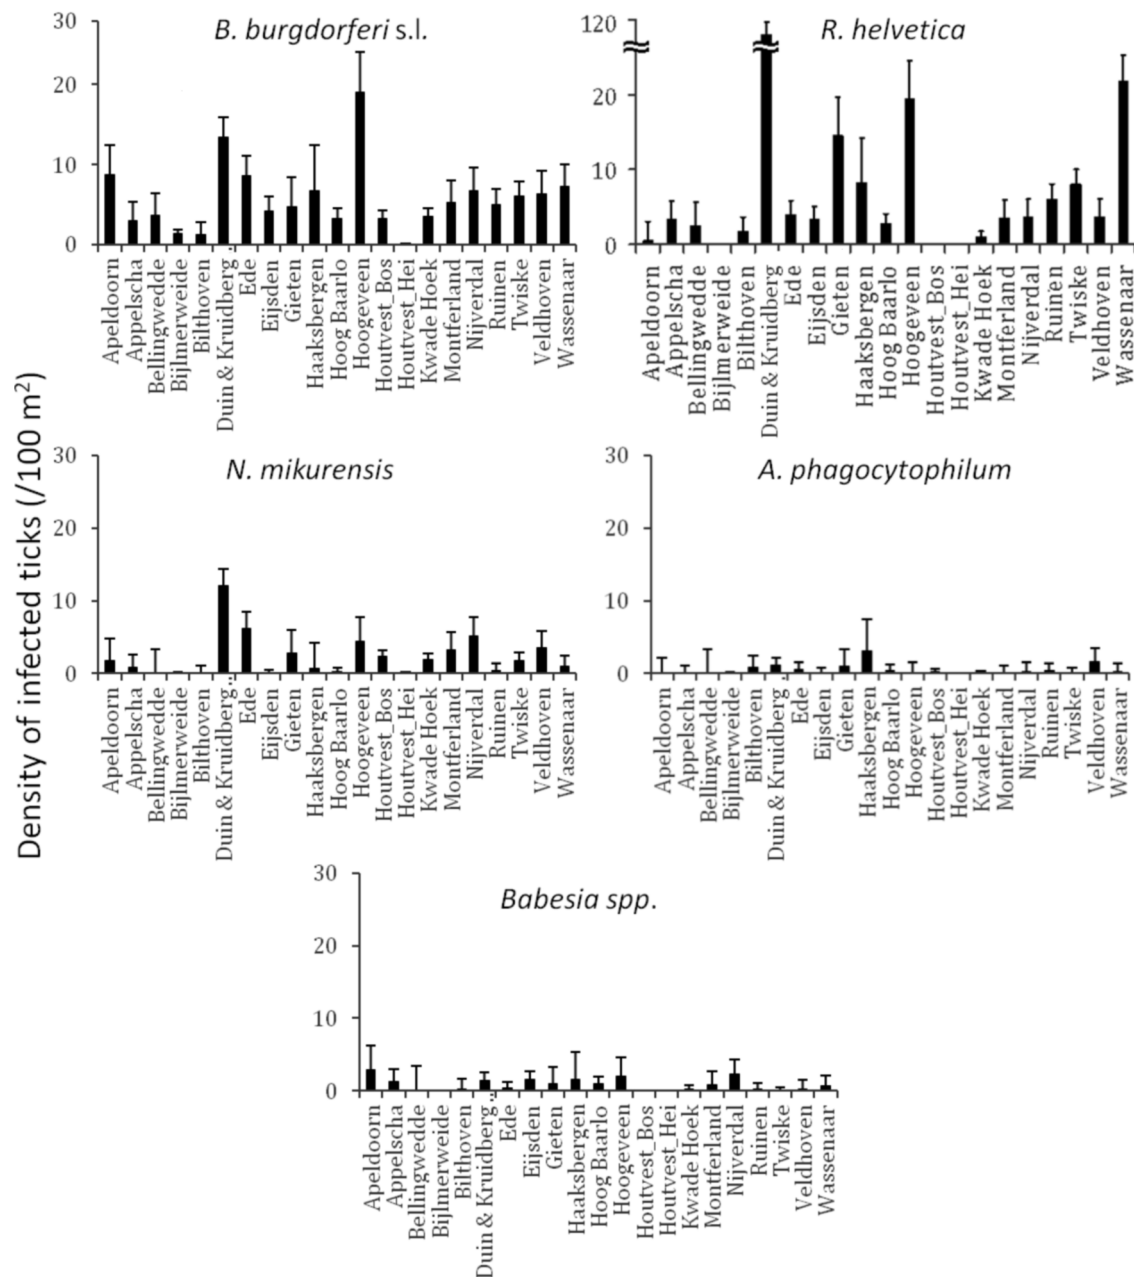 Density of infected ticks (/100 m²)
B. burgdorferi s.l.
30
20
10
0
Apeldoorn
Appelscha
Bellingwedde
Bijlmerweide
Bilthoven
Duin & Kruidberg..
Ede
Eijsden
Gieten
Haaksbergen
Hoog Baarlo
Hoogeveen
Houtvest_Bos
Houtvest_Hei
Kwade Hoek
Montferland
Nijverdal
Ruinen
Twiske
Veldhoven
Wassenaar
R. helvetica
120
20
10
0
Apeldoorn
Appelscha
Bellingwedde
Bijlmerweide
Bilthoven
Duin & Kruidberg
Ede
Eijsden
Gieten
Haaksbergen
Hoog Baarlo
Hoogeveen
Houtvest_Bos
Houtvest_Hei
Kwade Hoek
Montferland
Nijverdal
Ruinen
Twiske
Veldhoven
Wassenaar
N. mikurensis
30
20
10
0
Apeldoorn
Appelscha
Bellingwedde
Bijlmerweide
Bilthoven
Duin & Kruidberg..
Ede
Eijsden
Gieten
Haaksbergen
Hoog Baarlo
Hoogeveen
Houtvest_Bos
Houtvest_Hei
Kwade Hoek
Montferland
Nijverdal
Ruinen
Twiske
Veldhoven
Wassenaar
A. phagocytophilum
30
20
10
0
Apeldoorn
Appelscha
Bellingwedde
Bijlmerweide
Bilthoven
Duin & Kruidberg..
Ede
Eijsden
Gieten
Haaksbergen
Hoog Baarlo
Hoogeveen
Houtvest_Bos
Houtvest_Hei
Kwade Hoek
Montferland
Nijverdal
Ruinen
Twiske
Veldhoven
Wassenaar
Babesia spp.
30
20
10
0
Apeldoorn
Appelscha
Bellingwedde
Bijlmerweide
Bilthoven
Duin & Kruidberg..
Ede
Eijsden
Gieten
Haaksbergen
Hoog Baarlo
Hoogeveen
Houtvest_Bos
Houtvest_Hei
Kwade Hoek
Montferland
Nijverdal
Ruinen
Twiske
Veldhoven
Wassenaar